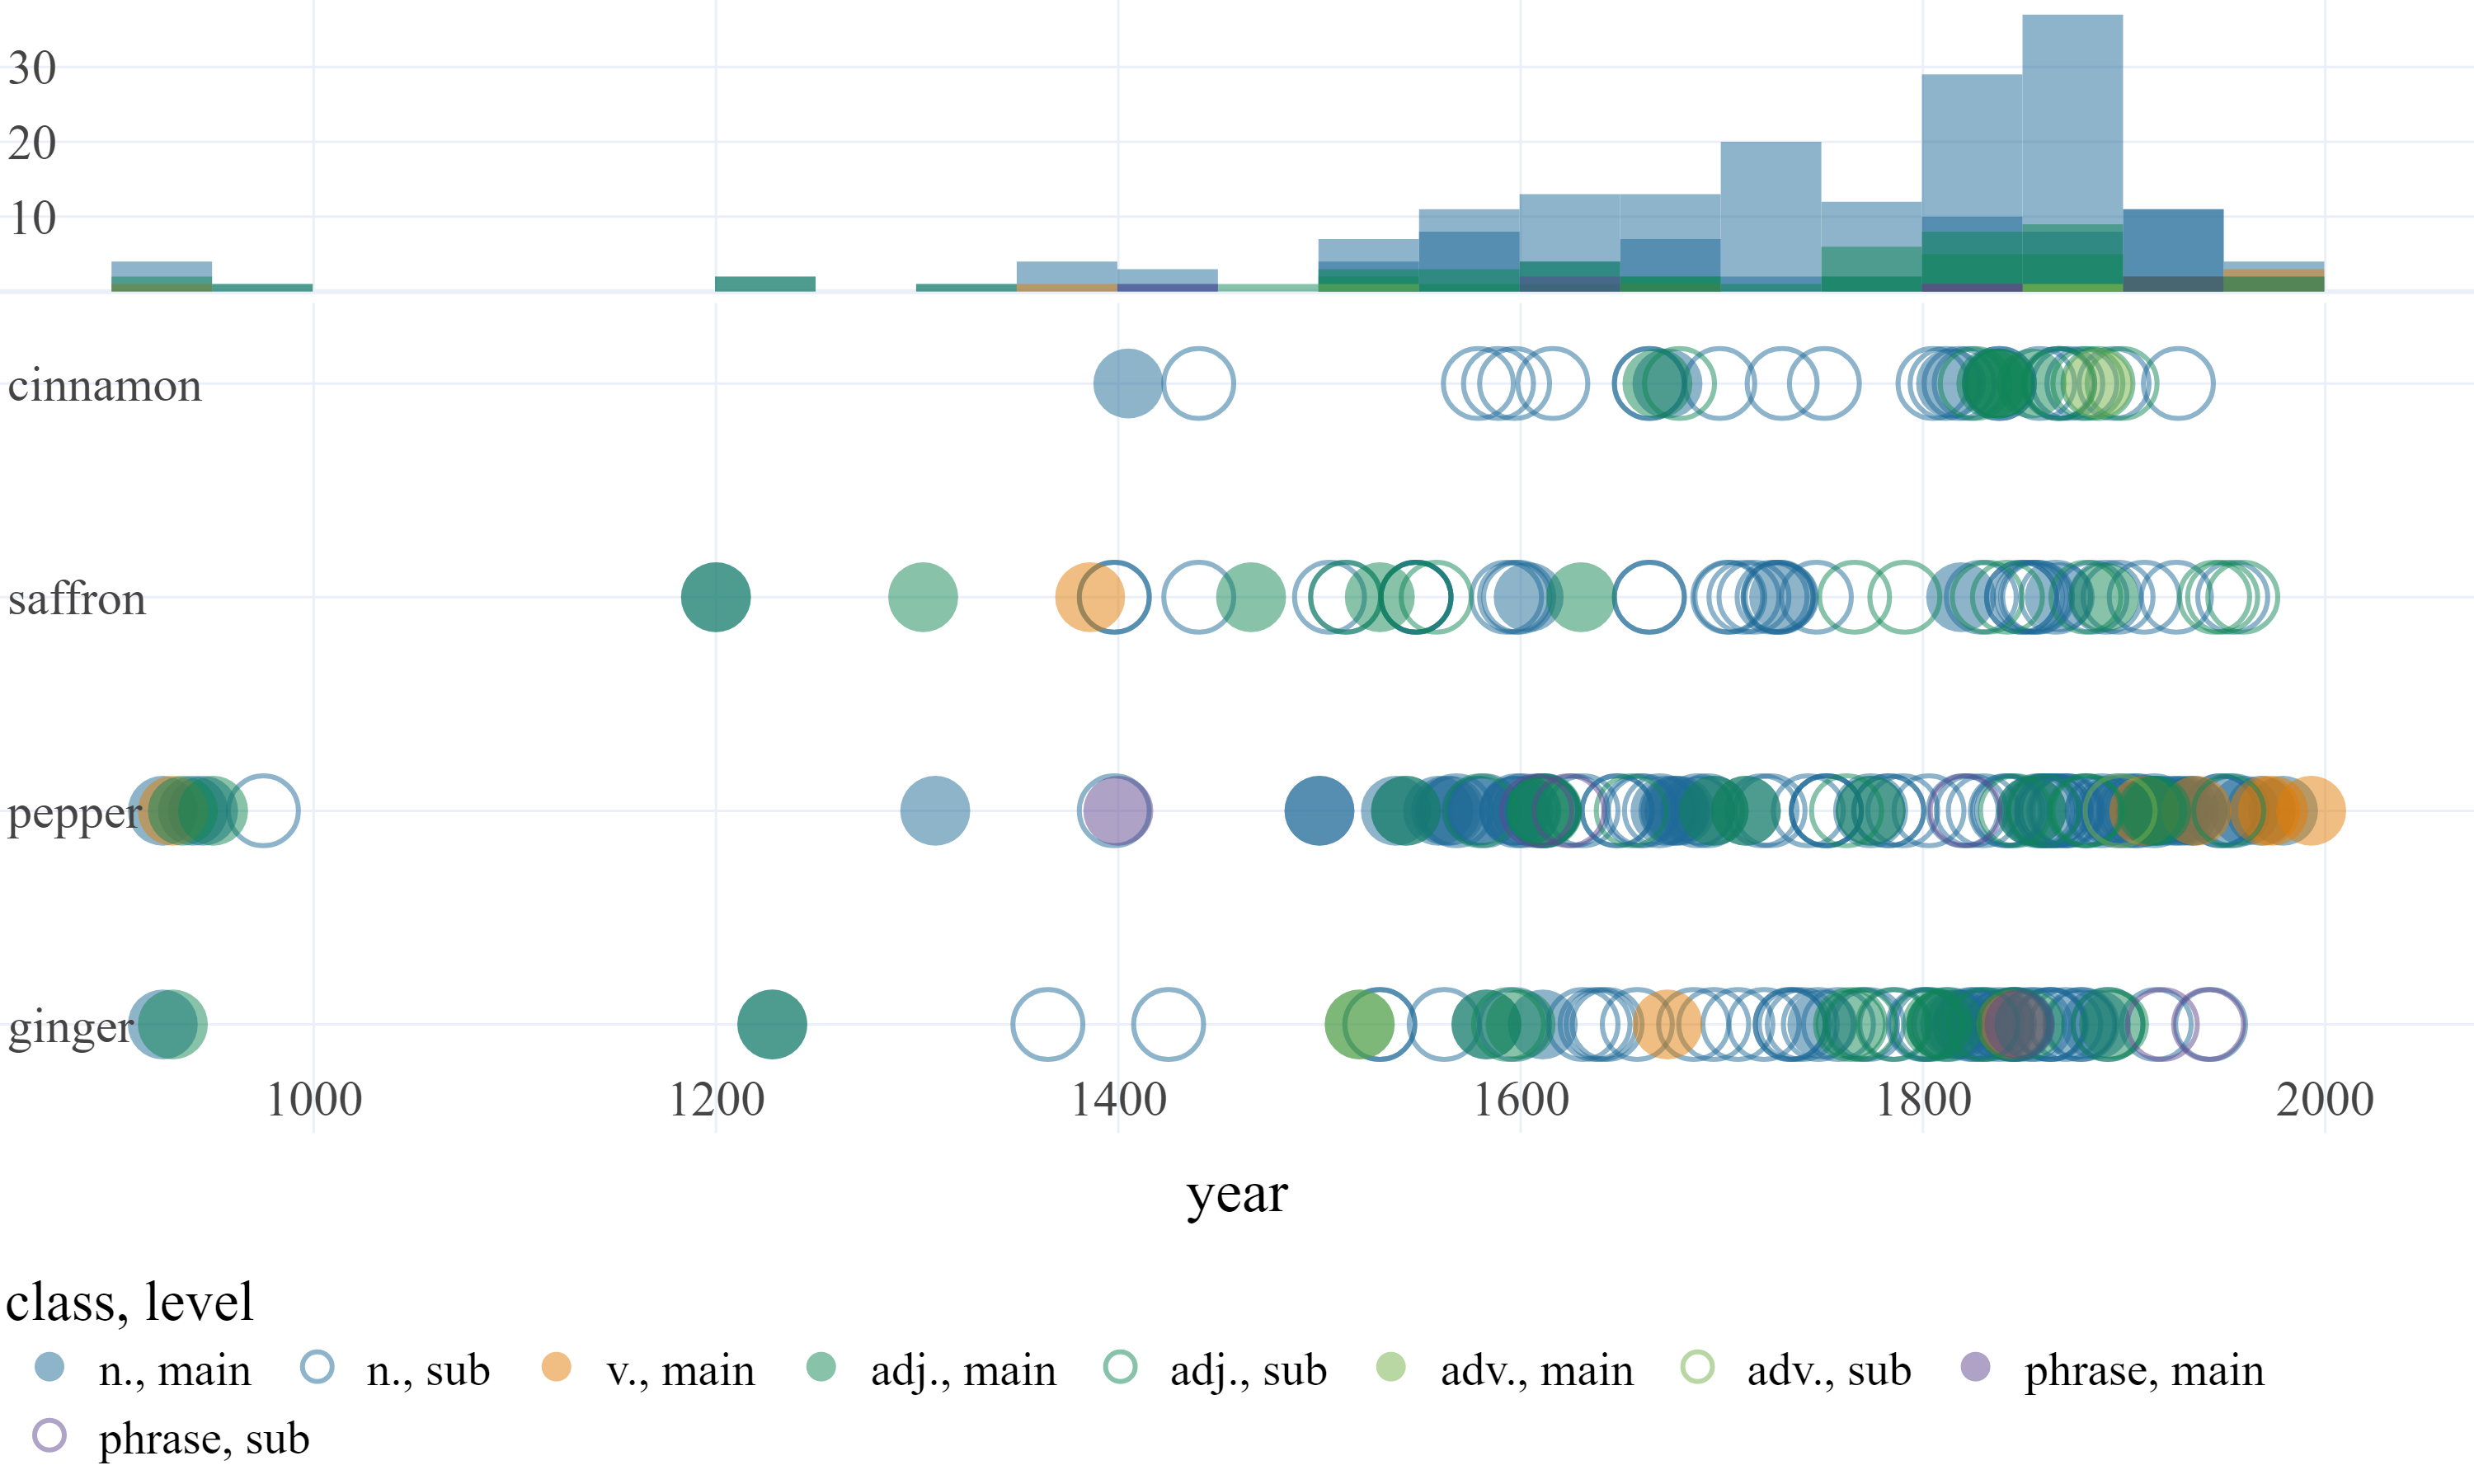 30
20
10
cinnamon
saffron
pepper
ginger
1000 1200 1400 1600 1800 2000
year
class, level
n., main n., sub v., main adj., main adj., sub adv., main adv., sub phrase, main
phrase, sub